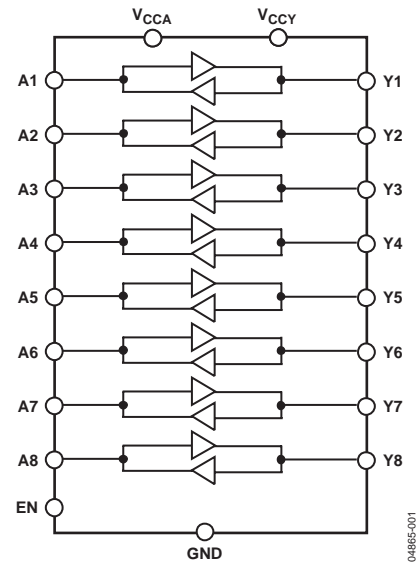 VCCA VCCY
A1 Y1
A2 Y2
A3 Y3
A4 Y4
A5 Y5
A6 Y6
A7 Y7
A8 Y8
EN
GND
04865-001